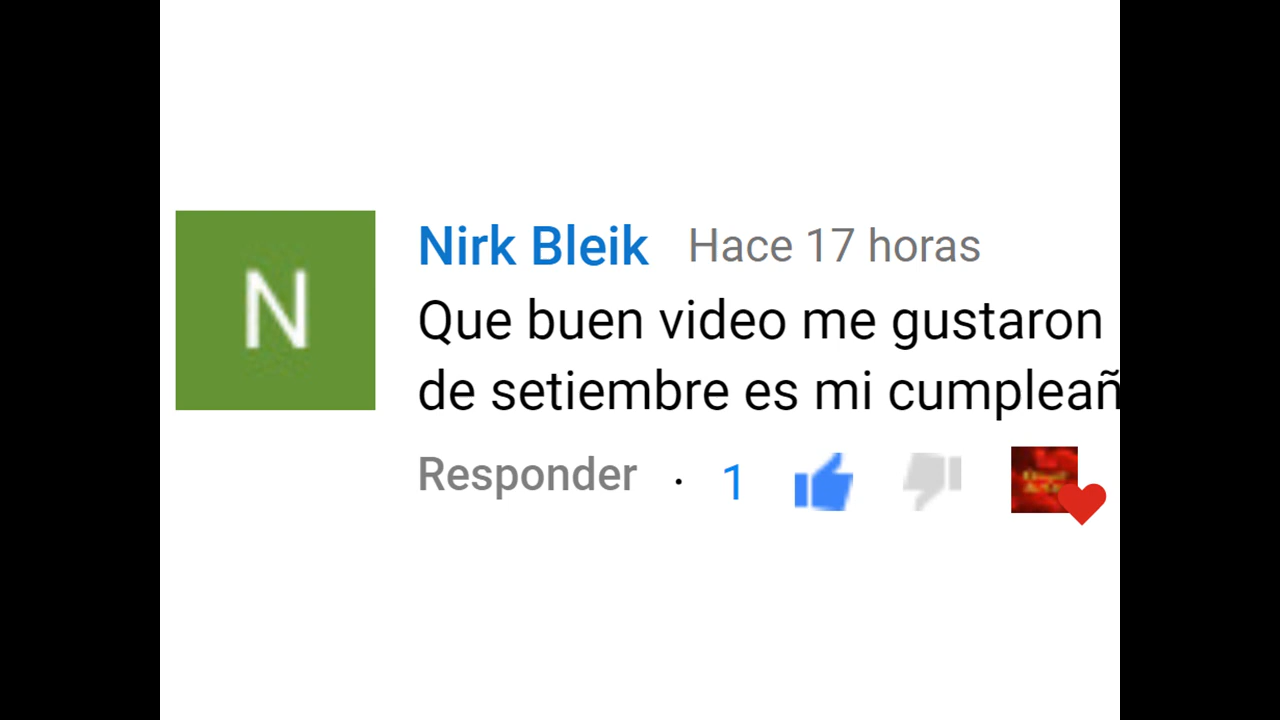 N
Nirk Bleik Hace 17 horas
Que buen video me gustaron
de setiembre es mi cumpleañ
Responder · 1